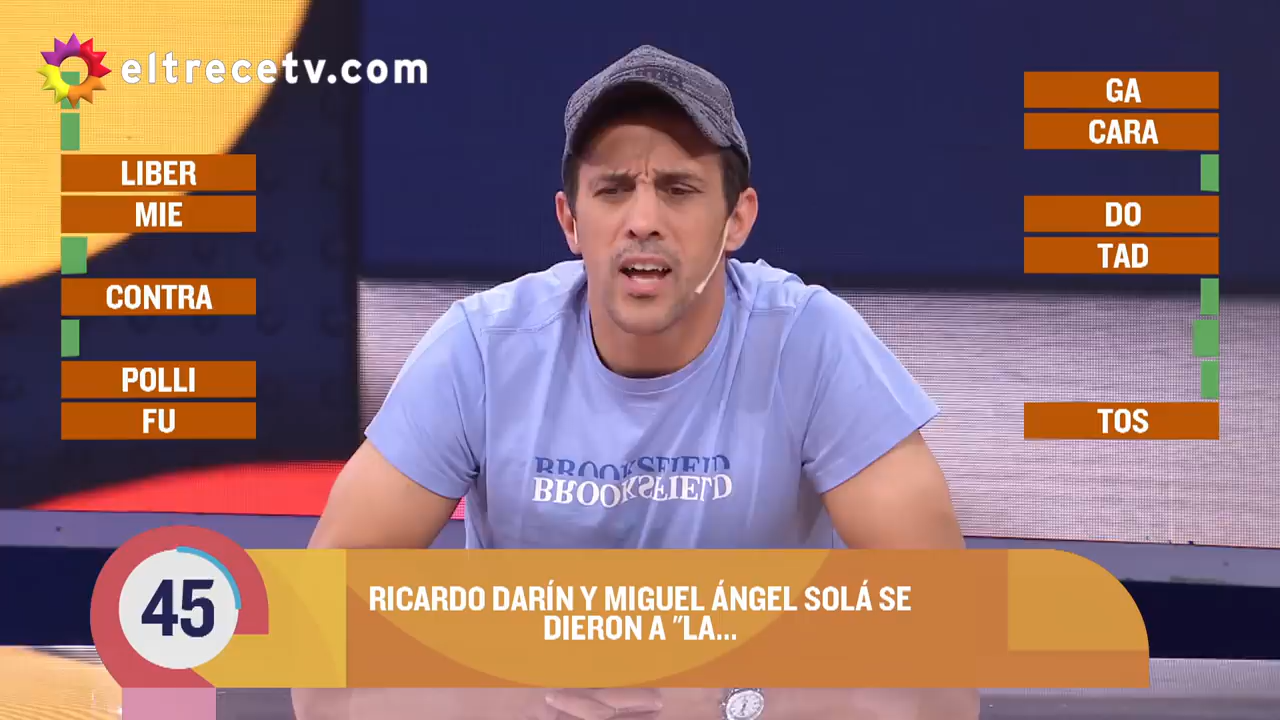 eltrecetv.com
LIBER
MIE
CONTRA
POLLI
FU
GA
CARA
DO
TAD
TOS
BROOKSFIELD
BROOKSFIELD
45
RICARDO DARÍN Y MIGUEL ÁNGEL SOLÁ SE
DIERON A "LA...